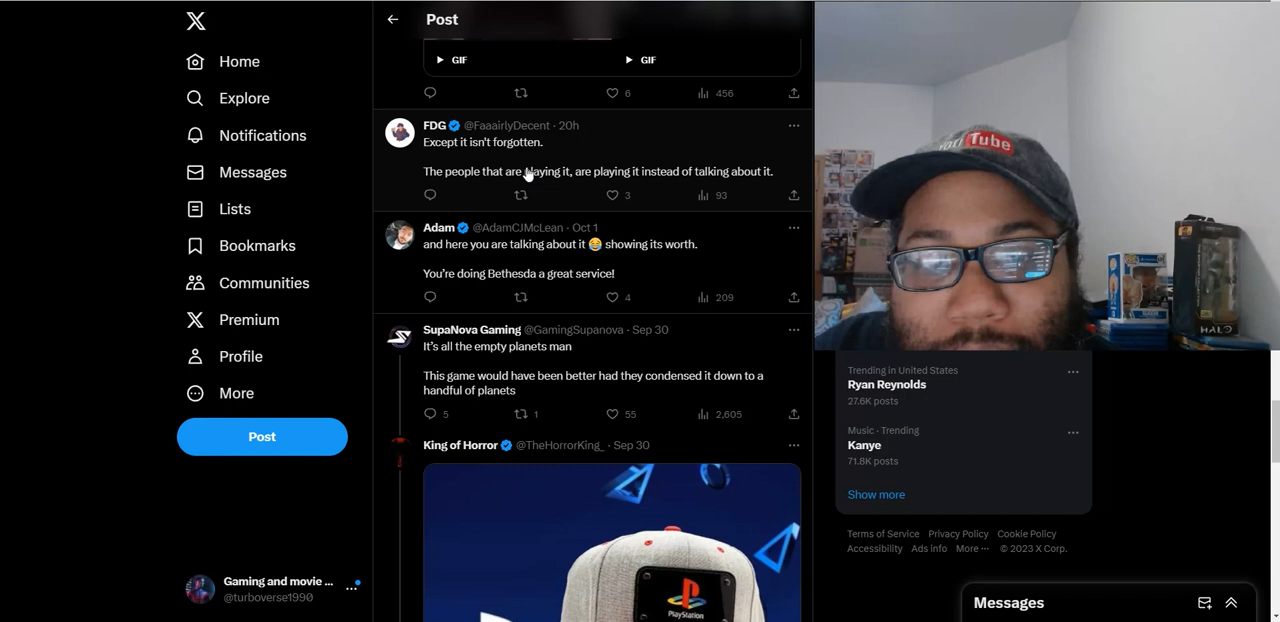 Post
GIF
GIF
6
456
FDG @FaaairlyDecent · 20h
Except it isn't forgotten.
The people that are playing it, are playing it instead of talking about it.
3
93
Adam @AdamCJMcLean · Oct 1
and here you are talking about it 😂 showing its worth.
You're doing Bethesda a great service!
4
209
SupaNova Gaming @GamingSupanova · Sep 30
It's all the empty planets man
This game would have been better had they condensed it down to a
handful of planets
5
1
55
2,605
King of Horror @TheHorrorKing_ · Sep 30
PlayStation
Home
Explore
Notifications
Messages
Lists
Bookmarks
Communities
Premium
Profile
More
Post
Gaming and movie ...
@turboverse1990
YouTube
HALO
Trending in United States
Ryan Reynolds
27.6K posts
Music · Trending
Kanye
71.8K posts
Show more
Terms of Service Privacy Policy Cookie Policy
Accessibility Ads info More ··· © 2023 X Corp.
Messages